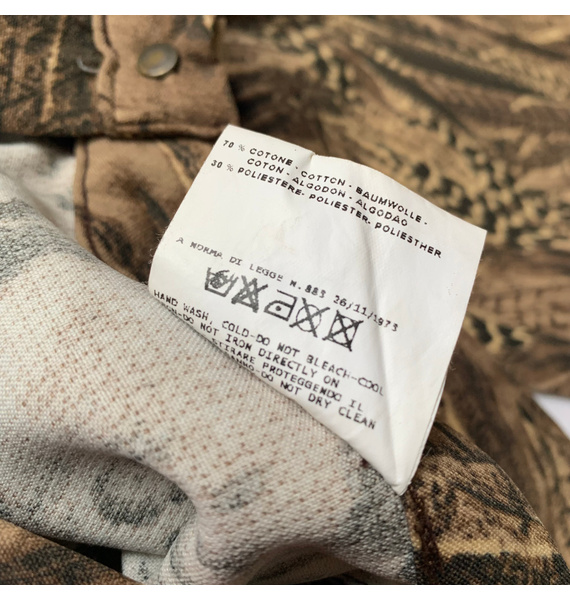 70 % COTONE - COTTON - BAUMWOLLE -
COTON - ALGODON - ALGODAO
30 % POLIESTERE- POLIESTER- POLIESTHER
A NORMA DI LEGGE N.883 26/11/1973
HAND WASH, COLD-DO NOT BLEACH-COOL
-DO NOT IRON DIRECTLY ON
STIRARE PROTEGGENDO IL
DO NOT DRY CLEAN